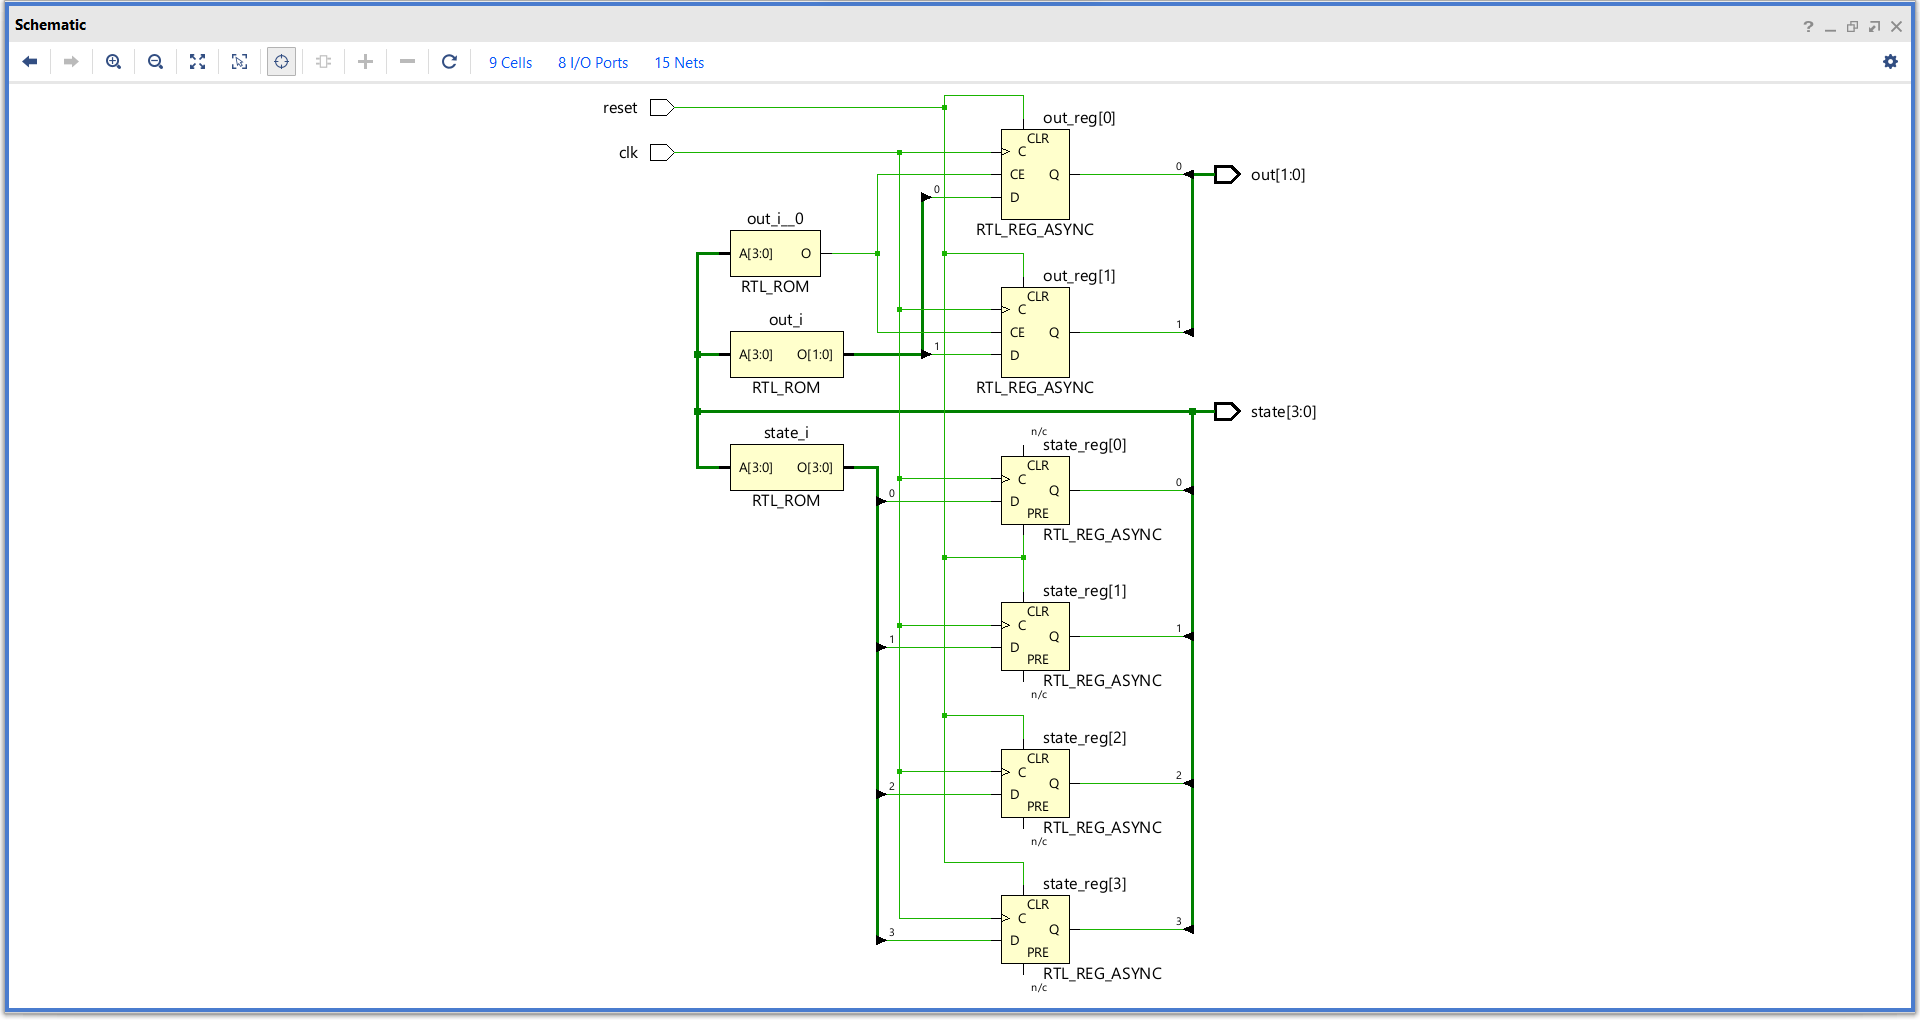 Schematic
?
9 Cells 8 I/O Ports 15 Nets
reset
clk
out_reg[0]
CLR
C
CE Q
D
RTL_REG_ASYNC
0
0
out[1:0]
out_i__0
A[3:0] O
RTL_ROM
out_reg[1]
CLR
C
CE Q
D
RTL_REG_ASYNC
1
1
out_i
A[3:0] O[1:0]
RTL_ROM
state[3:0]
state_i
A[3:0] O[3:0]
RTL_ROM
n/c
state_reg[0]
CLR
C
Q
D
PRE
RTL_REG_ASYNC
0
0
state_reg[1]
CLR
C
Q
D
PRE
RTL_REG_ASYNC
n/c
1
1
state_reg[2]
CLR
C
Q
D
PRE
RTL_REG_ASYNC
n/c
2
2
state_reg[3]
CLR
C
Q
D
PRE
RTL_REG_ASYNC
n/c
3
3